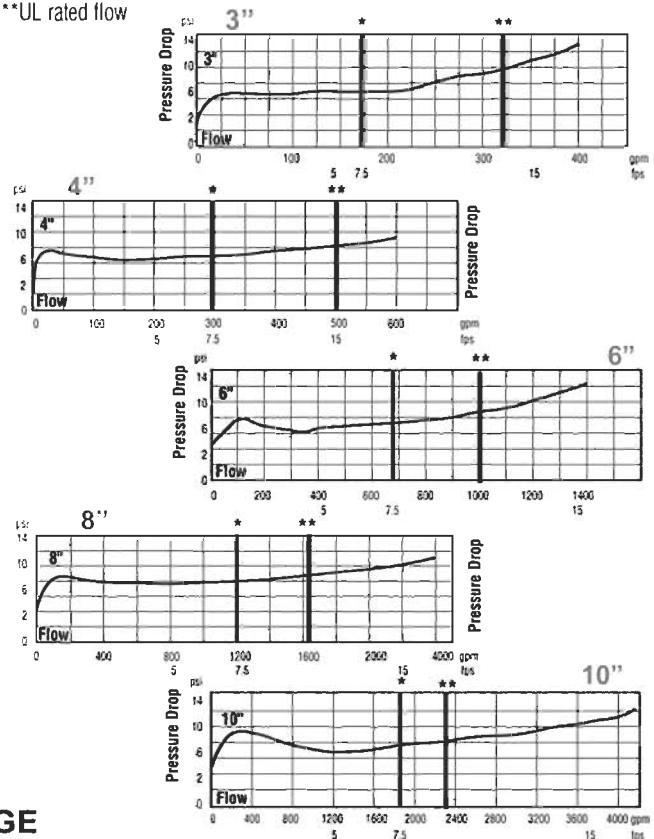 **UL rated flow
psi 3" * **
Pressure Drop
14
10
6
2
0
3"
Flow
0 100 200 300 400 gpm
5 7.5 15 fps
psi 4" * **
14
10
6
2
0
4"
Flow
Pressure Drop
0 100 200 300 400 500 600 gpm
5 7.5 15 fps
psi * ** 6"
Pressure Drop
14
10
6
2
0
6"
Flow
0 200 400 600 800 1000 1200 1400
5 7.5 15
psi 8" * **
14
10
6
2
0
8"
Flow
Pressure Drop
0 400 800 1200 1600 2000 4000 gpm
5 7.5 15 fps
psi * ** 10"
Pressure Drop
14
10
6
2
0
10"
Flow
0 400 800 1200 1600 2000 2400 2800 3200 3600 4000 gpm
5 7.5 15 fps
GE